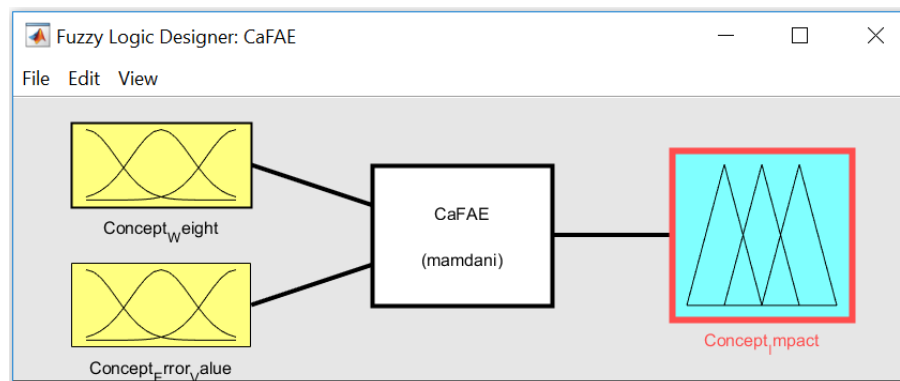 Fuzzy Logic Designer: CaFAE
File Edit View
Concept_Weight
CaFAE
(mamdani)
Concept_Error_Value
Concept_Impact